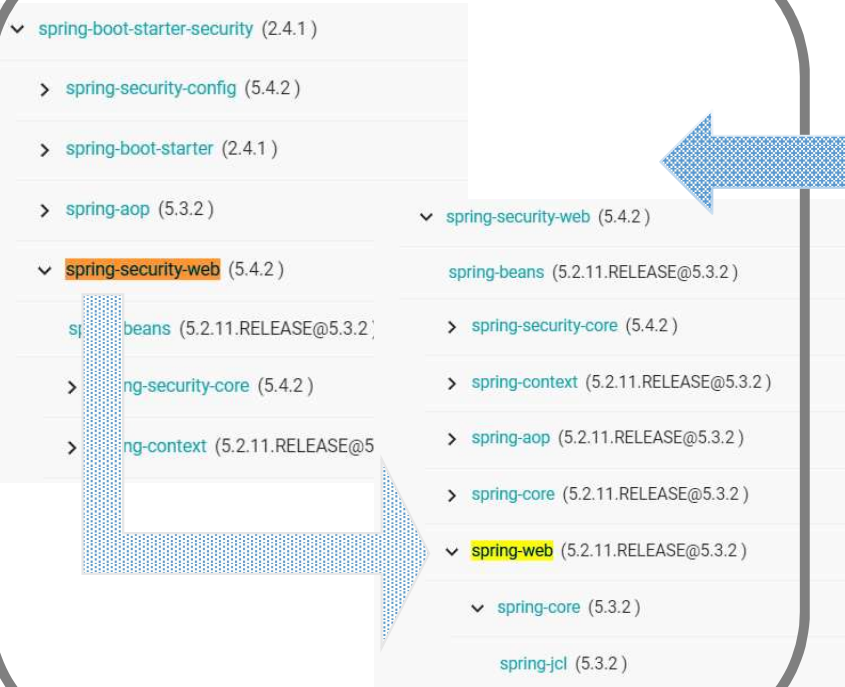 spring-boot-starter-security (2.4.1 )
spring-security-config (5.4.2 )
spring-boot-starter (2.4.1 )
spring-aop (5.3.2 )
spring-security-web (5.4.2 )
beans (5.2.11.RELEASE@5.3.2 )
ng-security-core (5.4.2 )
ng-context (5.2.11.RELEASE@5
spring-security-web (5.4.2 )
spring-beans (5.2.11.RELEASE@5.3.2 )
spring-security-core (5.4.2 )
spring-context (5.2.11.RELEASE@5.3.2 )
spring-aop (5.2.11.RELEASE@5.3.2 )
spring-core (5.2.11.RELEASE@5.3.2 )
spring-web (5.2.11.RELEASE@5.3.2 )
spring-core (5.3.2 )
spring-jcl (5.3.2 )